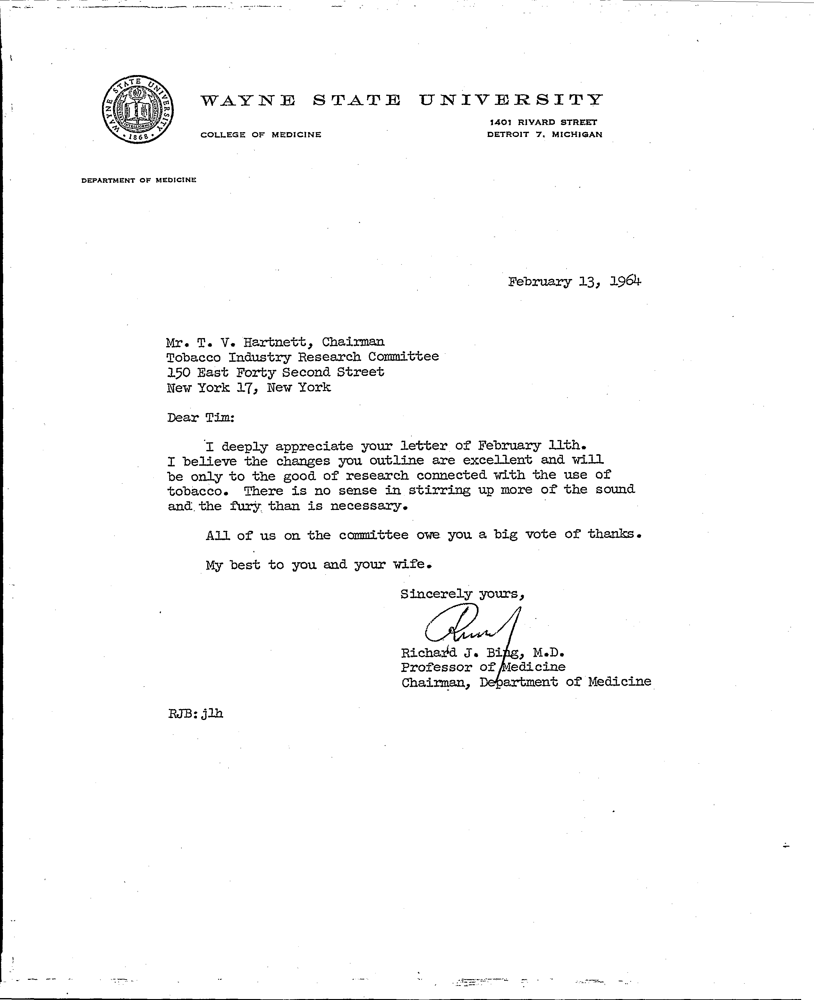 WAYNE STATE UNIVERSITY
WAYNE STATE UNIVERSITY
1868
1401 RIVARD STREET
COLLEGE OF MEDICINE
DETROIT 7, MICHIGAN
DEPARTMENT OF MEDICINE
February 13, 1964
Mr. T. V. Hartnett, Chairman
Tobacco Industry Research Committee
150 East Forty Second Street
New York 17, New York
Dear Tim:
I deeply appreciate your letter of February 11th.
I believe the changes you outline are excellent and will
be only to the good of research connected with the use of
tobacco. There is no sense in stirring up more of the sound
and the fury than is necessary.
All of us on the committee owe you a big vote of thanks.
My best to you and your wife.
Sincerely yours,
Richard J. Bing, M.D.
Professor of Medicine
Chairman, Department of Medicine
RJB:jlh